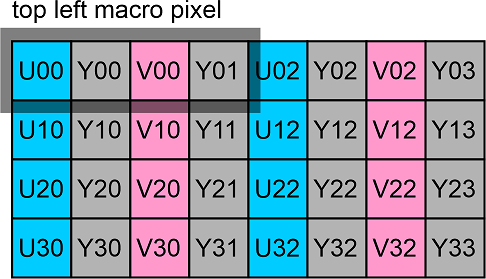 top left macro pixel
U00 Y00 V00 Y01 U02 Y02 V02 Y03
U10 Y10 V10 Y11 U12 Y12 V12 Y13
U20 Y20 V20 Y21 U22 Y22 V22 Y23
U30 Y30 V30 Y31 U32 Y32 V32 Y33